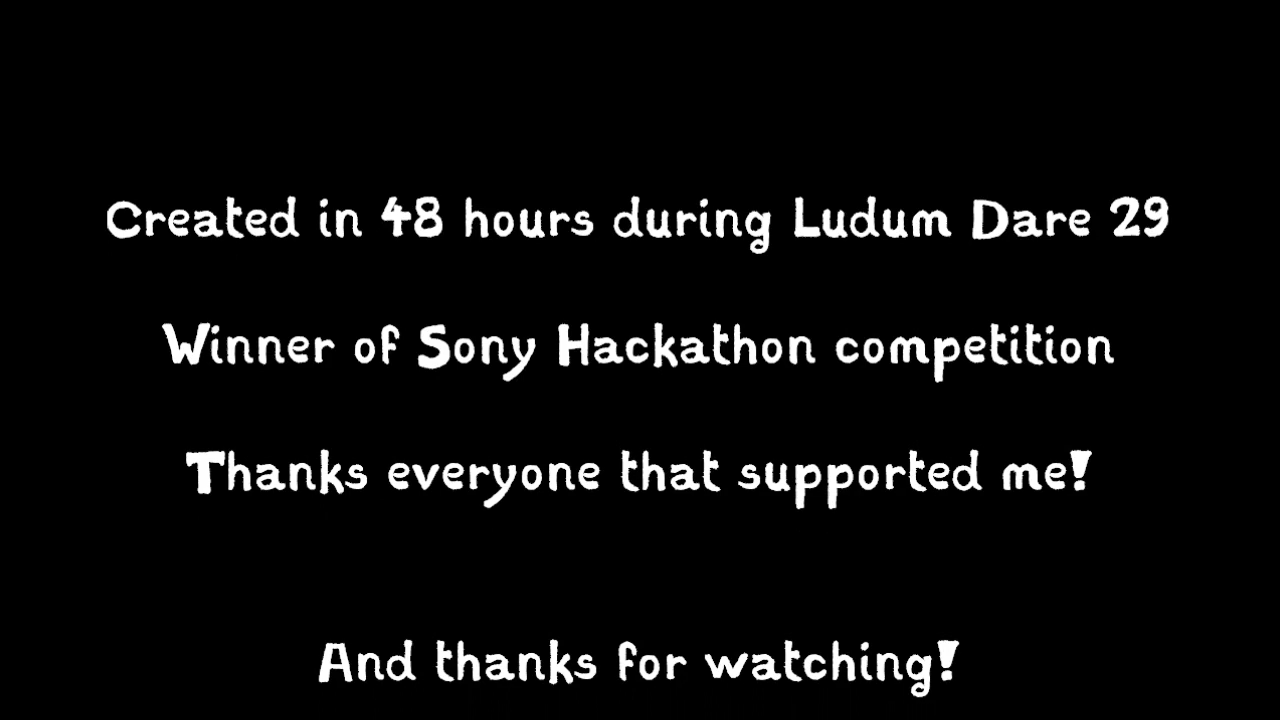 Created in 48 hours during Ludum Dare 29
Winner of Sony Hackathon competition
Thanks everyone that supported me!
And thanks for watching!